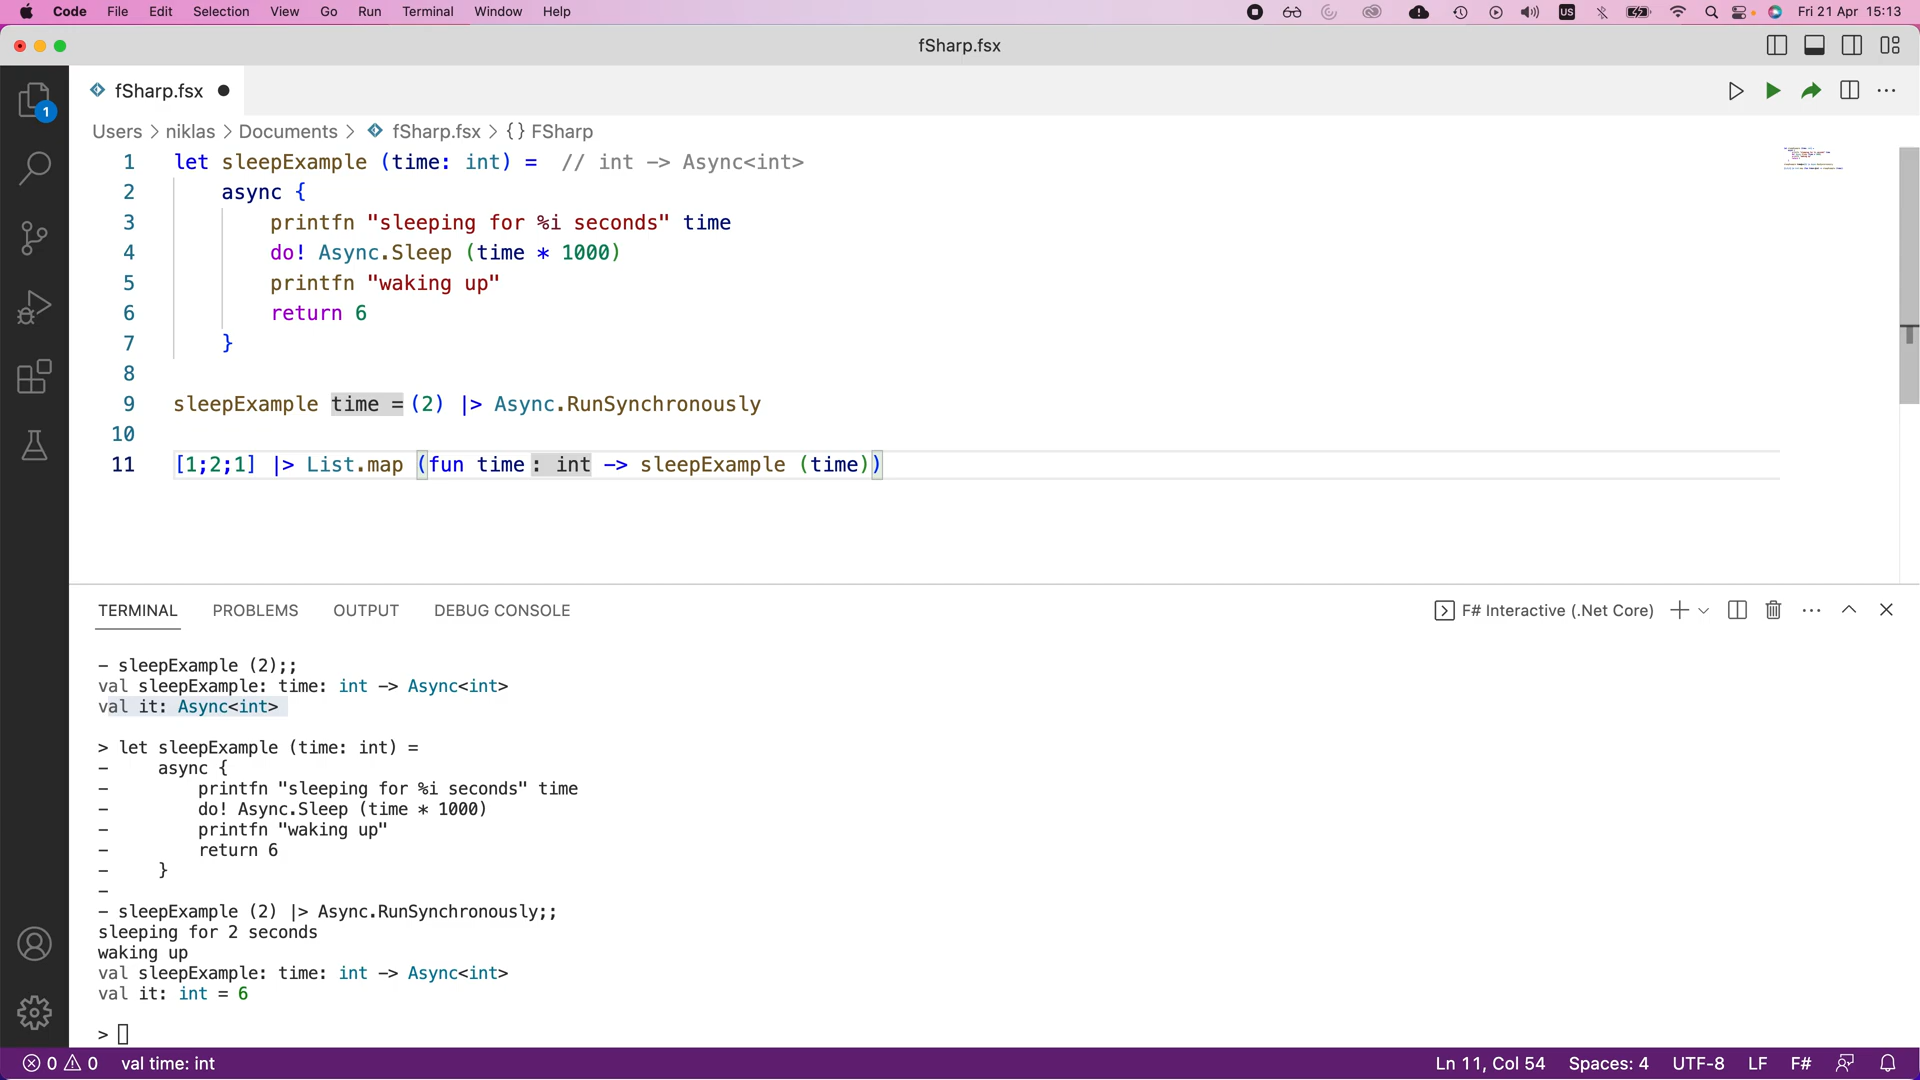 Code File Edit Selection View Go Run Terminal Window Help US Fri 21 Apr 15:13
fSharp.fsx
1 fSharp.fsx
Users > niklas > Documents > fSharp.fsx > {} FSharp
1 let sleepExample (time: int) = // int -> Async<int>
2 async {
3 printfn "sleeping for %i seconds" time
4 do! Async.Sleep (time * 1000)
5 printfn "waking up"
6 return 6
7 }
8
9 sleepExample time = (2) |> Async.RunSynchronously
10
11 [1;2;1] |> List.map (fun time : int -> sleepExample (time))
TERMINAL PROBLEMS OUTPUT DEBUG CONSOLE F# Interactive (.Net Core)
- sleepExample (2);;
val sleepExample: time: int -> Async<int>
val it: Async<int>
> let sleepExample (time: int) =
- async {
- printfn "sleeping for %i seconds" time
- do! Async.Sleep (time * 1000)
- printfn "waking up"
- return 6
- }
-
- sleepExample (2) |> Async.RunSynchronously;;
sleeping for 2 seconds
waking up
val sleepExample: time: int -> Async<int>
val it: int = 6
>
0 0 val time: int Ln 11, Col 54 Spaces: 4 UTF-8 LF F#